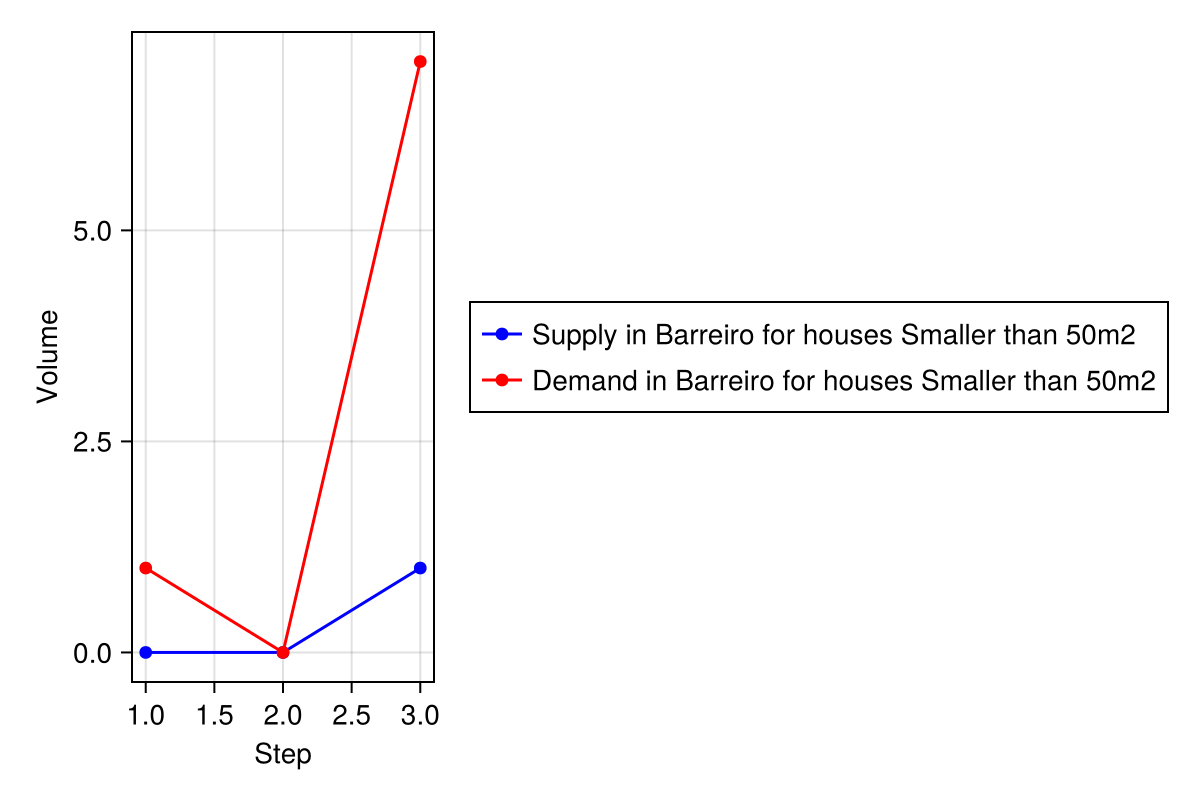 Volume
5.0
2.5
0.0
1.0 1.5 2.0 2.5 3.0
Step
Supply in Barreiro for houses Smaller than 50m2
Demand in Barreiro for houses Smaller than 50m2